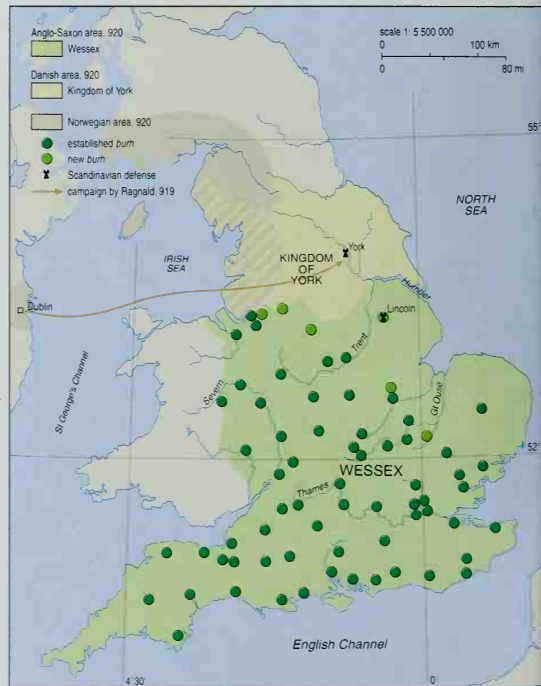 Anglo-Saxon area. 920
Wessex
Danish area. 920
Kingdom of York
Norwegian area. 920
established burh
new burh
Scandinavian defense
campaign by Ragnald. 919
scale 1: 5 500 000
0 100 km
0 80 mi
55°
NORTH
SEA
IRISH
SEA
York
KINGDOM
OF
YORK
Humber
Dublin
Lincoln
Trent
St George's Channel
Severn
Gt Ouse
52°
WESSEX
Thames
English Channel
4°30'
0°